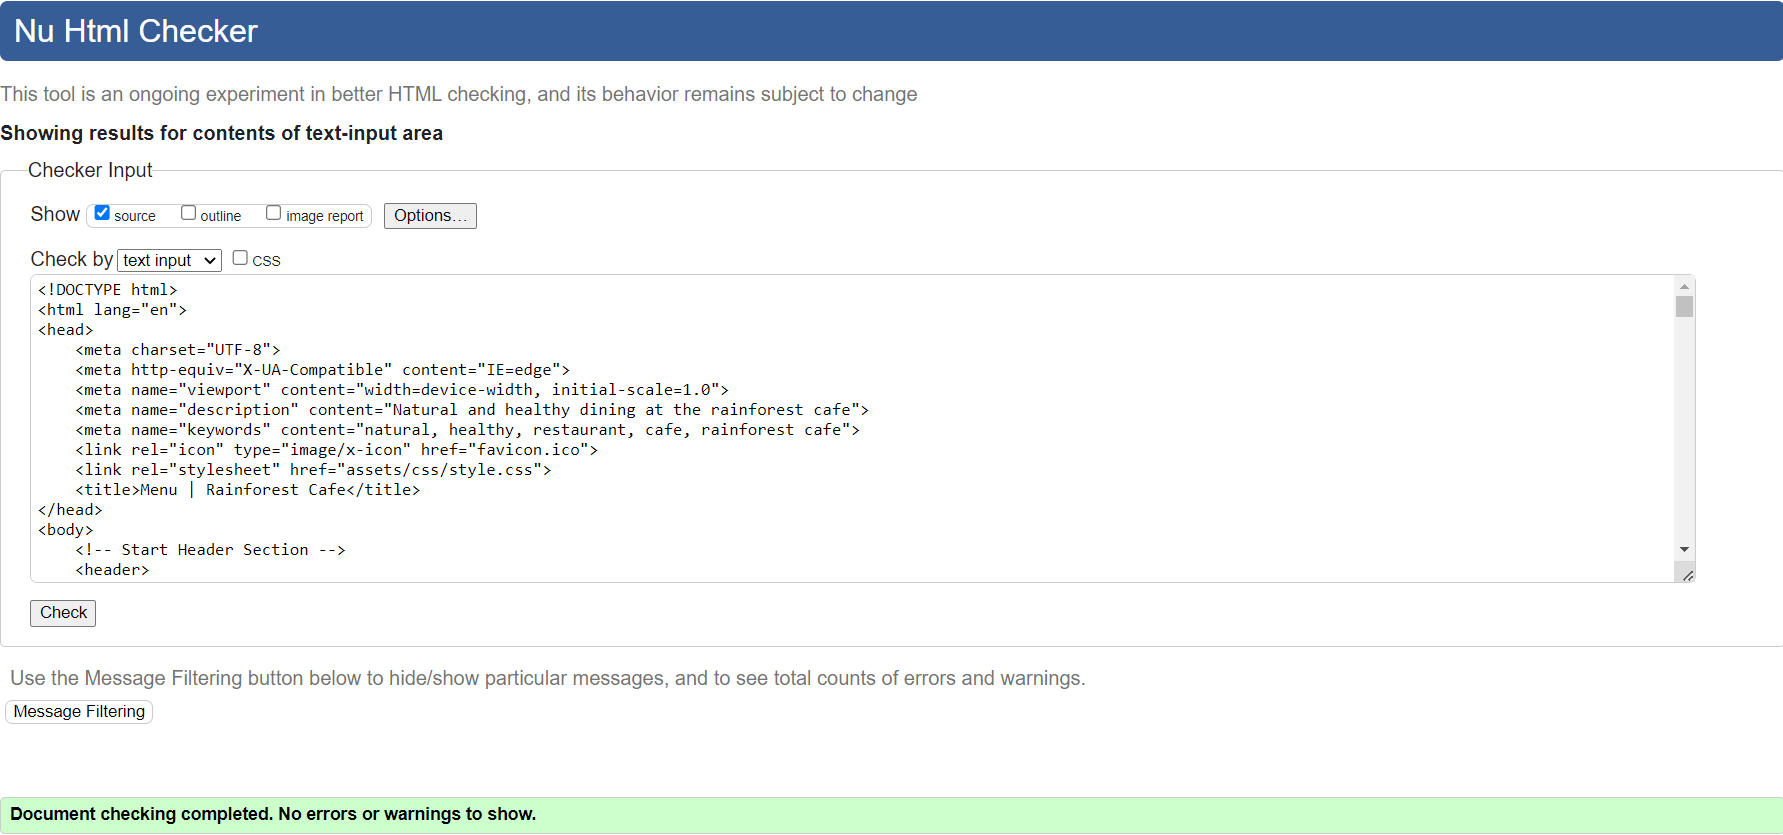 Nu Html Checker
This tool is an ongoing experiment in better HTML checking, and its behavior remains subject to change
Showing results for contents of text-input area
Checker Input
Show source outline image report Options...
Check by text input CSS
<!DOCTYPE html>
<html lang="en">
<head>
    <meta charset="UTF-8">
    <meta http-equiv="X-UA-Compatible" content="IE=edge">
    <meta name="viewport" content="width=device-width, initial-scale=1.0">
    <meta name="description" content="Natural and healthy dining at the rainforest cafe">
    <meta name="keywords" content="natural, healthy, restaurant, cafe, rainforest cafe">
    <link rel="icon" type="image/x-icon" href="favicon.ico">
    <link rel="stylesheet" href="assets/css/style.css">
    <title>Menu | Rainforest Cafe</title>
</head>
<body>
    <!-- Start Header Section -->
    <header>
Check
Use the Message Filtering button below to hide/show particular messages, and to see total counts of errors and warnings.
Message Filtering
Document checking completed. No errors or warnings to show.